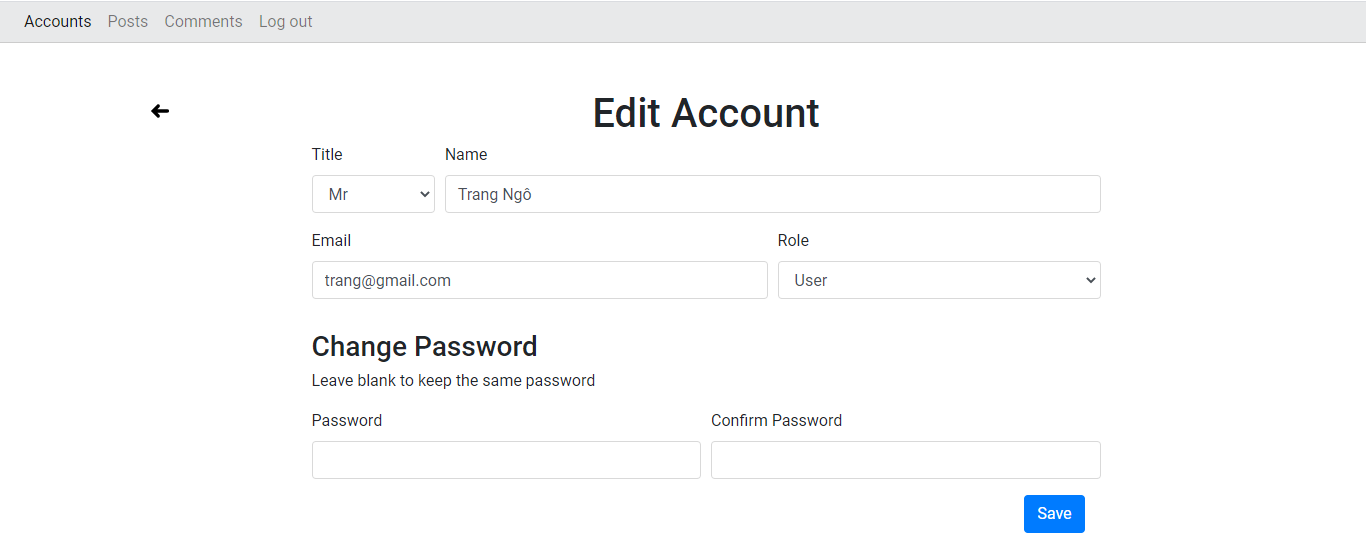 Accounts Posts Comments Log out
Edit Account
Title Name
Mr Trang Ngô
Email Role
trang@gmail.com User
Change Password
Leave blank to keep the same password
Password Confirm Password
Save